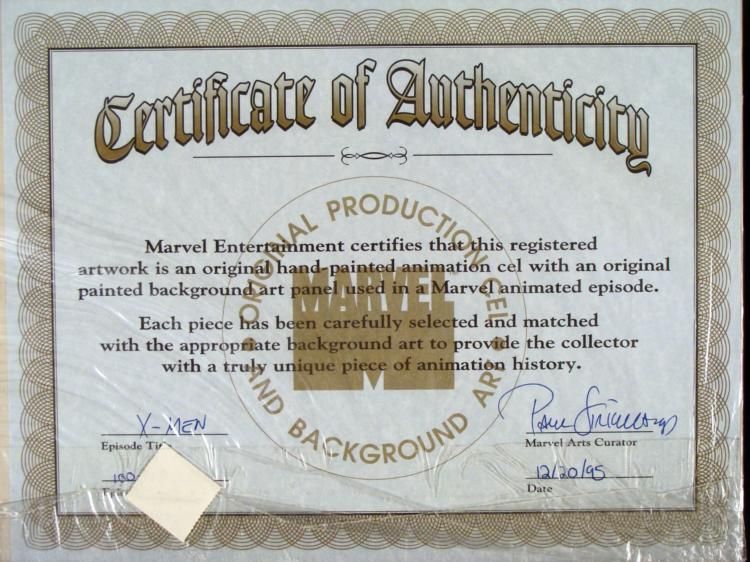 Certificate of Authenticity
ORIGINAL PRODUCTION CEL
MARVEL
M
AND BACKGROUND ART
Marvel Entertainment certifies that this registered
artwork is an original hand-painted animation cel with an original
painted background art panel used in a Marvel animated episode.
Each piece has been carefully selected and matched
with the appropriate background art to provide the collector
with a truly unique piece of animation history.
X-MEN
Episode
Marvel Arts Curator
12/20/95
Date